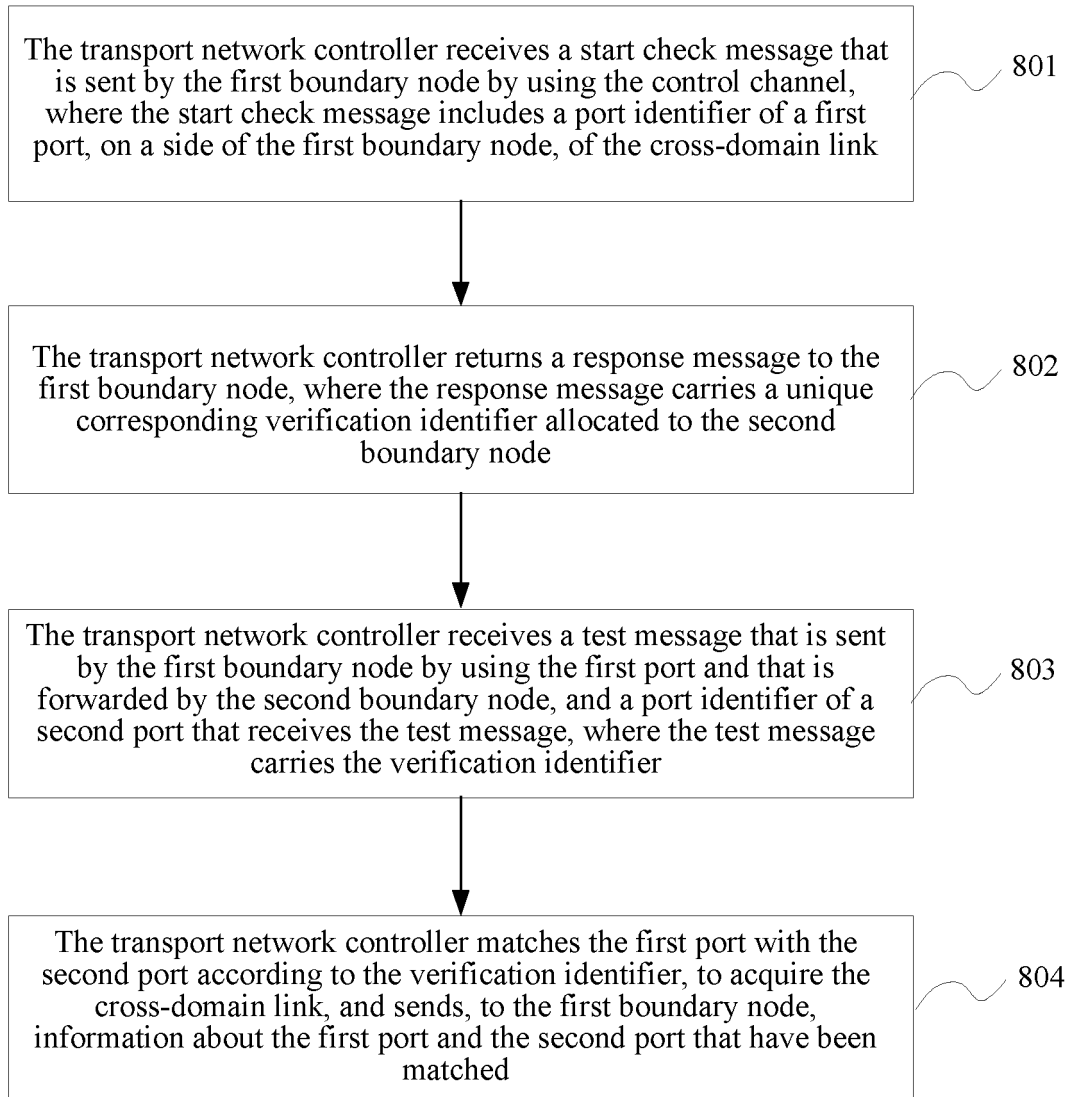 The transport network controller receives a start check message that
is sent by the first boundary node by using the control channel,
where the start check message includes a port identifier of a first
port, on a side of the first boundary node, of the cross-domain link
801
The transport network controller returns a response message to the
first boundary node, where the response message carries a unique
corresponding verification identifier allocated to the second
boundary node
802
The transport network controller receives a test message that is sent
by the first boundary node by using the first port and that is
forwarded by the second boundary node, and a port identifier of a
second port that receives the test message, where the test message
carries the verification identifier
803
The transport network controller matches the first port with the
second port according to the verification identifier, to acquire the
cross-domain link, and sends, to the first boundary node,
information about the first port and the second port that have been
matched
804